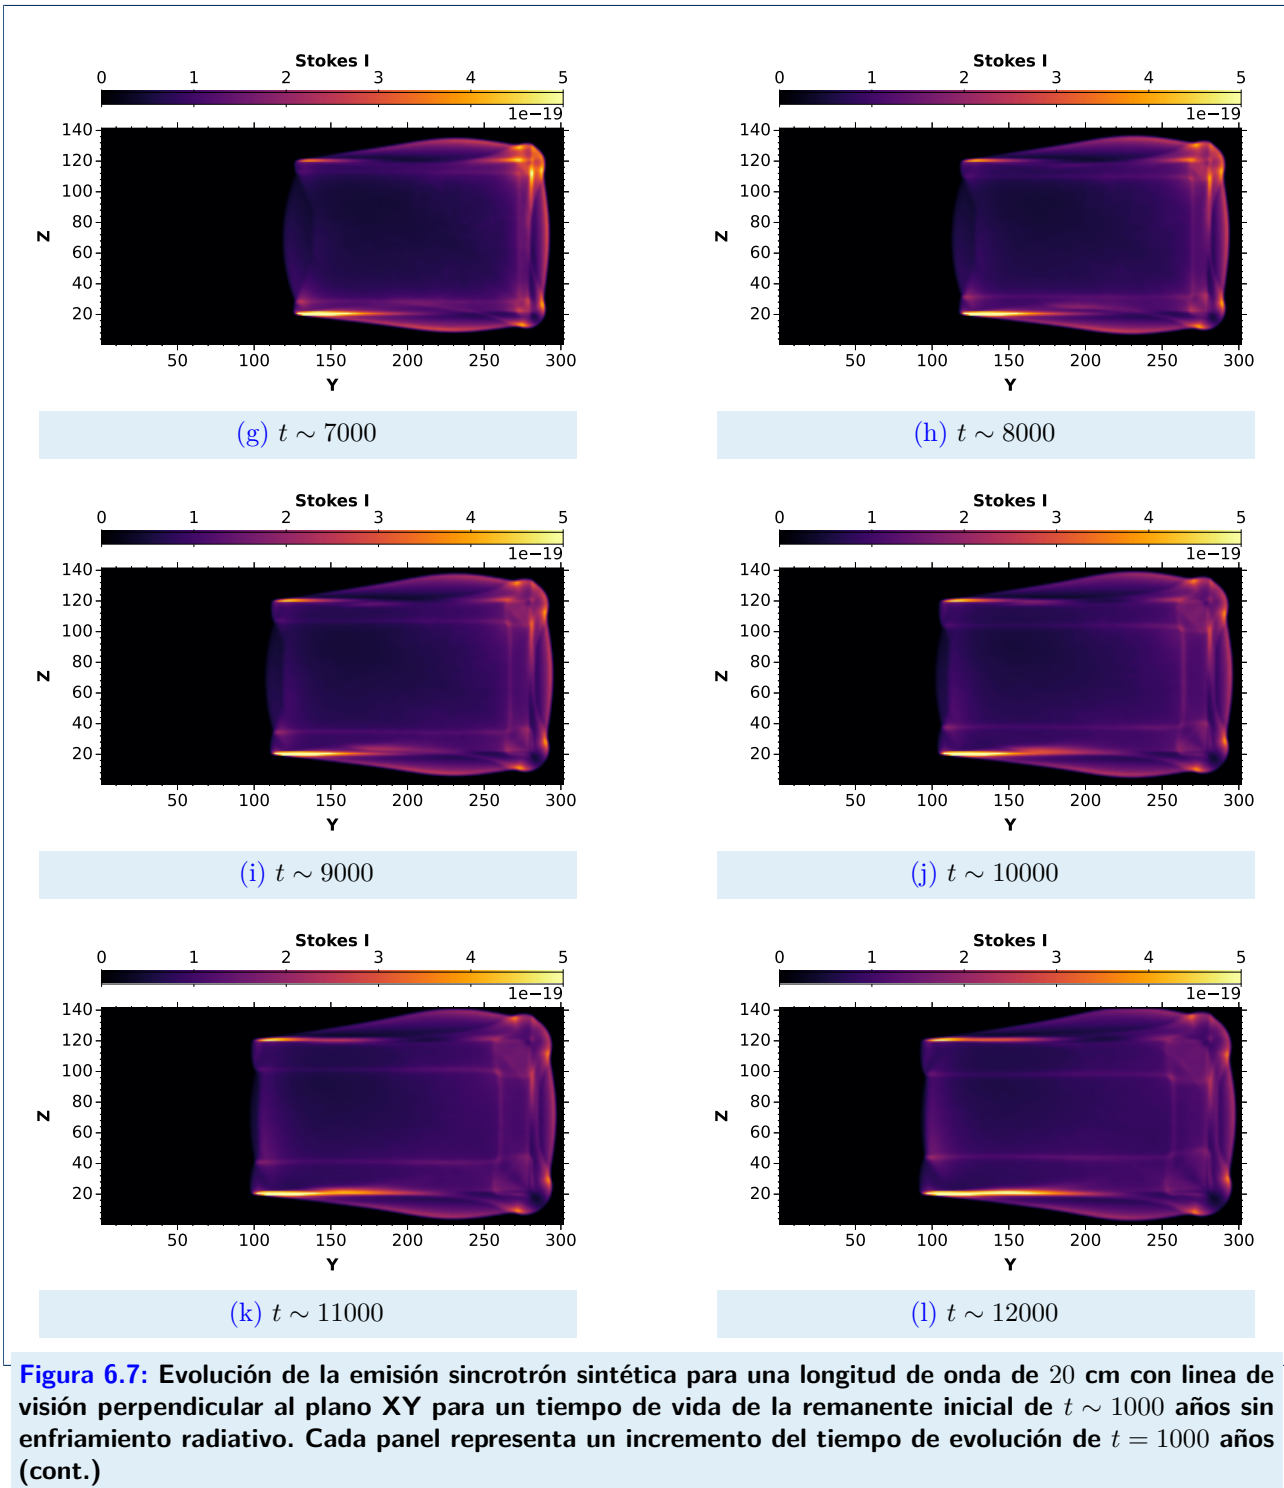 Stokes I
0 1 2 3 4 5
1e−19
140
120
100
80
60
40
20
Z
50 100 150 200 250 300
Y
(g) t ∼ 7000
Stokes I
0 1 2 3 4 5
1e−19
140
120
100
80
60
40
20
Z
50 100 150 200 250 300
Y
(h) t ∼ 8000
Stokes I
0 1 2 3 4 5
1e−19
140
120
100
80
60
40
20
Z
50 100 150 200 250 300
Y
(i) t ∼ 9000
Stokes I
0 1 2 3 4 5
1e−19
140
120
100
80
60
40
20
Z
50 100 150 200 250 300
Y
(j) t ∼ 10000
Stokes I
0 1 2 3 4 5
1e−19
140
120
100
80
60
40
20
Z
50 100 150 200 250 300
Y
(k) t ∼ 11000
Stokes I
0 1 2 3 4 5
1e−19
140
120
100
80
60
40
20
Z
50 100 150 200 250 300
Y
(l) t ∼ 12000
Figura 6.7: Evolución de la emisión sincrotrón sintética para una longitud de onda de 20 cm con linea de
visión perpendicular al plano XY para un tiempo de vida de la remanente inicial de t ∼ 1000 años sin
enfriamiento radiativo. Cada panel representa un incremento del tiempo de evolución de t = 1000 años
(cont.)